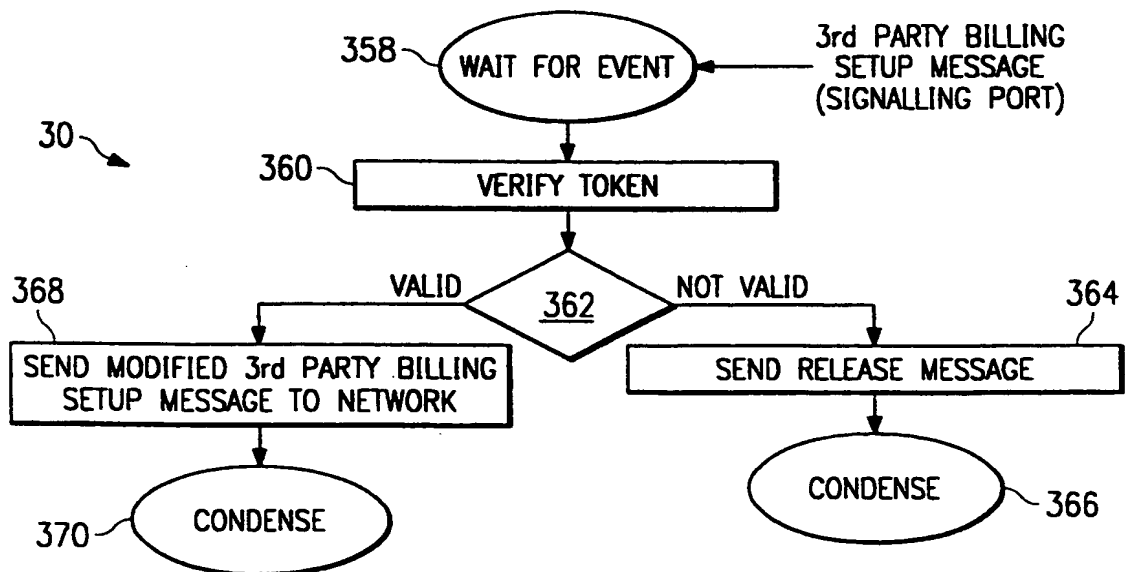 358
WAIT FOR EVENT
3rd PARTY BILLING
SETUP MESSAGE
(SIGNALLING PORT)
30
360
VERIFY TOKEN
VALID
362
NOT VALID
368
364
SEND MODIFIED 3rd PARTY BILLING
SETUP MESSAGE TO NETWORK
SEND RELEASE MESSAGE
370
CONDENSE
CONDENSE
366